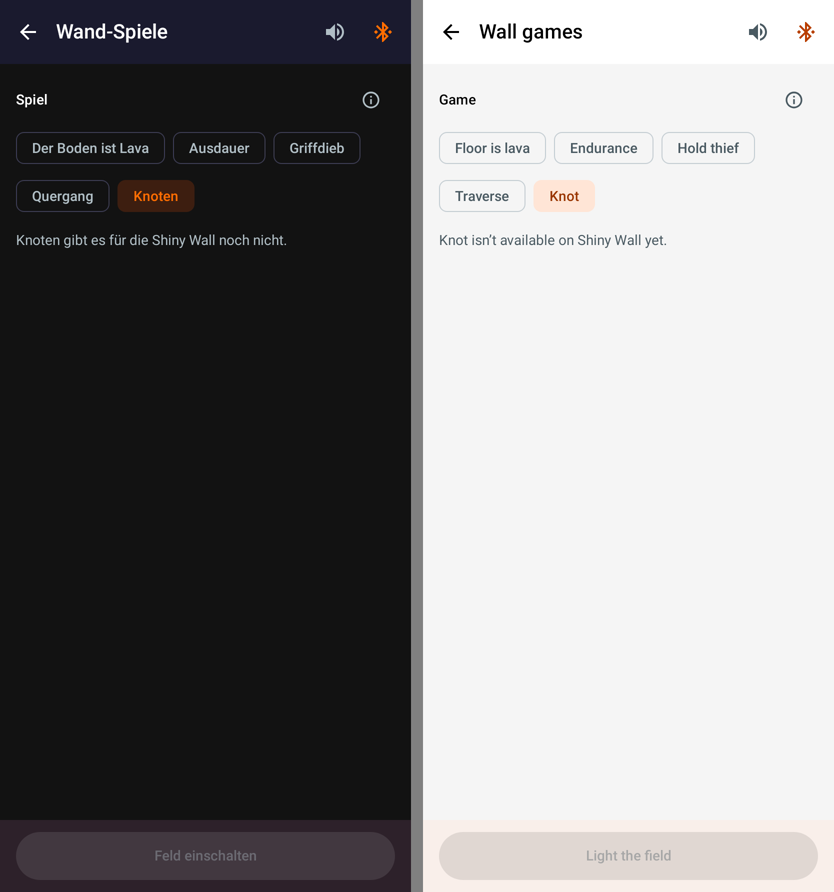 Wand-Spiele
Spiel
Der Boden ist Lava
Ausdauer
Griffdieb
Quergang
Knoten
Knoten gibt es für die Shiny Wall noch nicht.
Feld einschalten
Wall games
Game
Floor is lava
Endurance
Hold thief
Traverse
Knot
Knot isn’t available on Shiny Wall yet.
Light the field